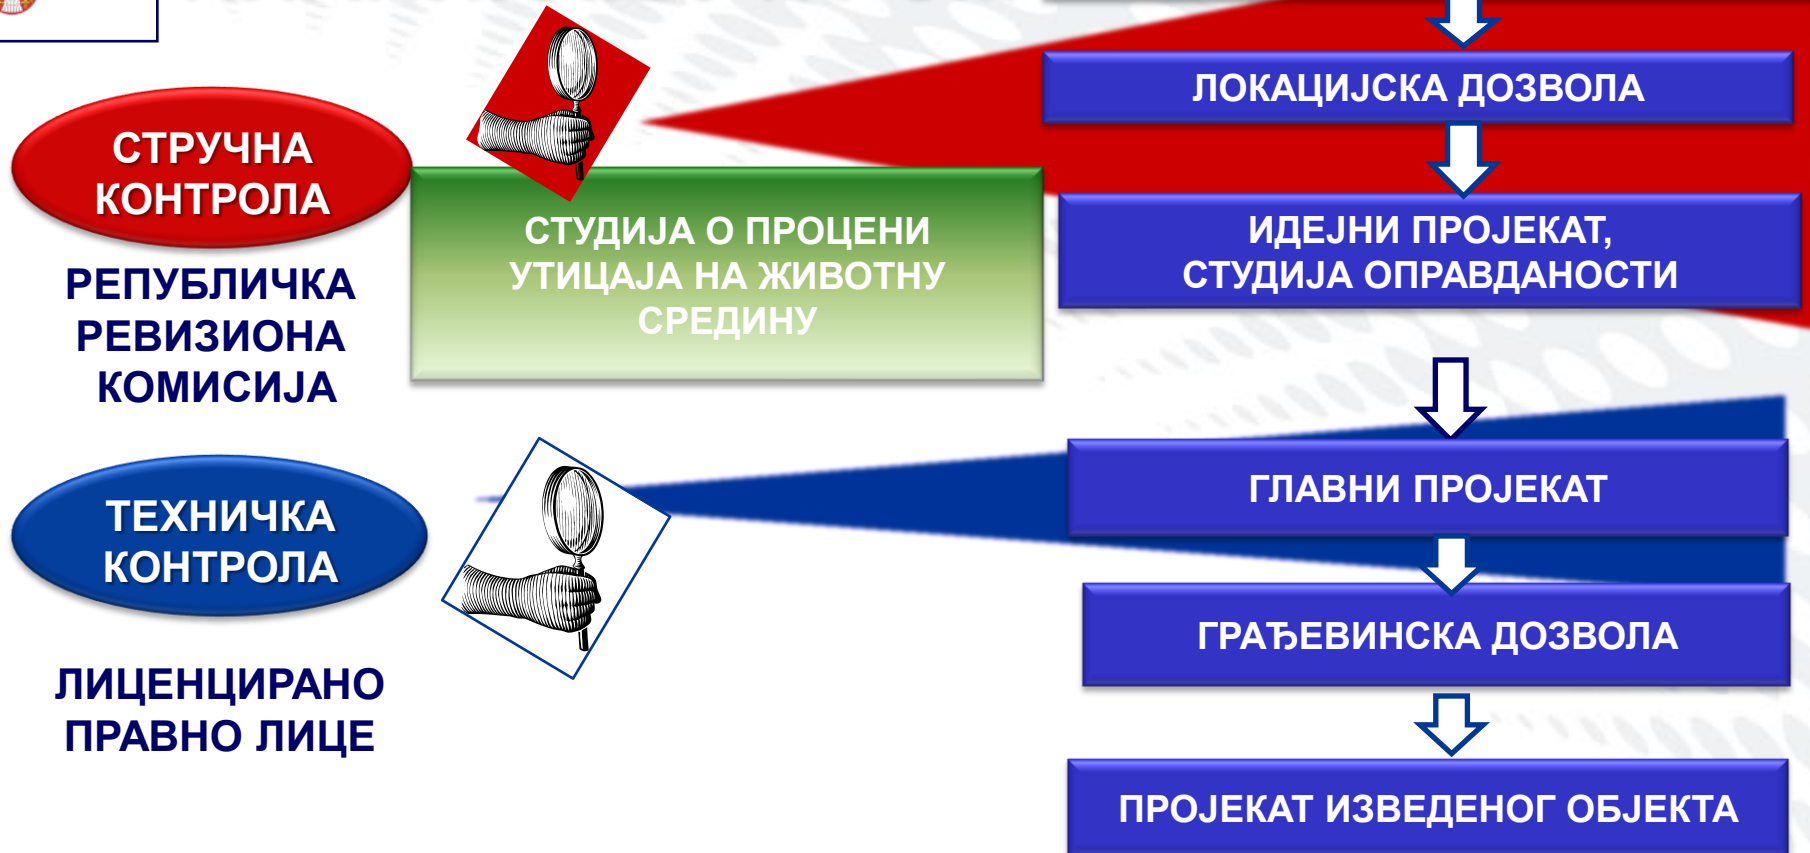 ЛОКАЦИЈСКА ДОЗВОЛА
СТРУЧНА
КОНТРОЛА
РЕПУБЛИЧКА
РЕВИЗИОНА
КОМИСИЈА
СТУДИЈА О ПРОЦЕНИ
УТИЦАЈА НА ЖИВОТНУ
СРЕДИНУ
ИДЕЈНИ ПРОЈЕКАТ,
СТУДИЈА ОПРАВДАНОСТИ
ТЕХНИЧКА
КОНТРОЛА
ЛИЦЕНЦИРАНО
ПРАВНО ЛИЦЕ
ГЛАВНИ ПРОЈЕКАТ
ГРАЂЕВИНСКА ДОЗВОЛА
ПРОЈЕКАТ ИЗВЕДЕНОГ ОБЈЕКТА